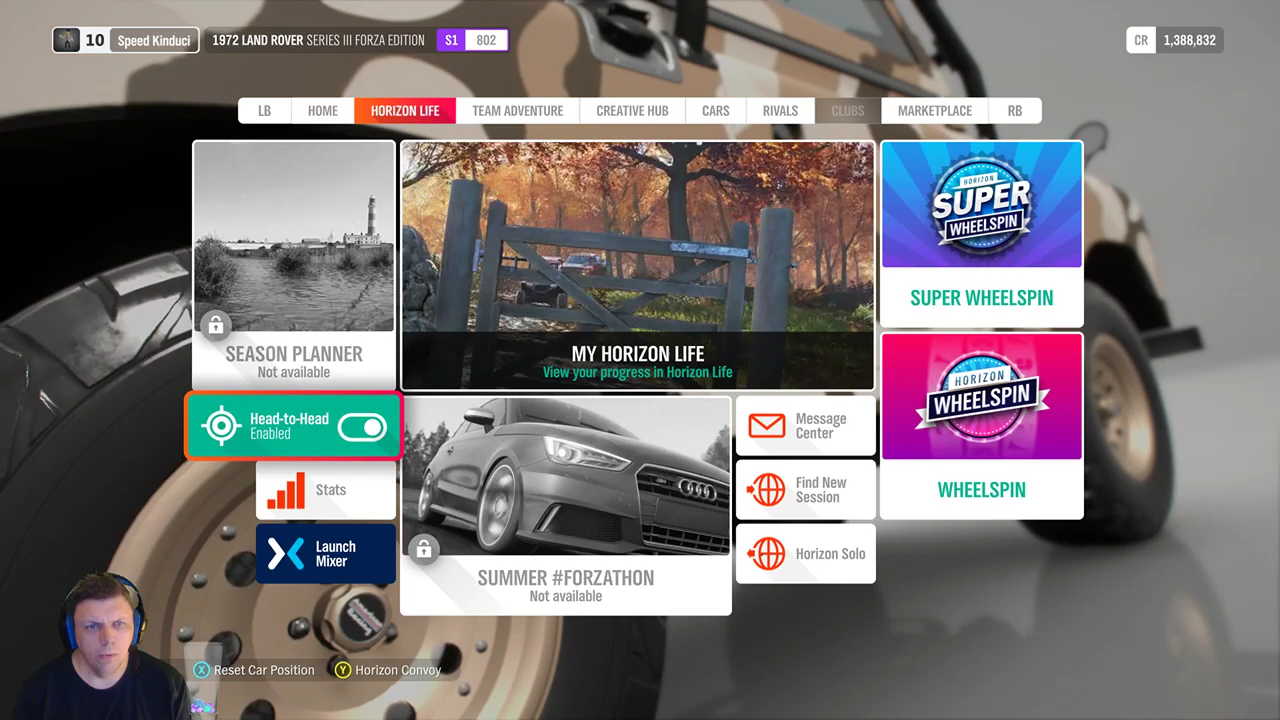 10 Speed Kinduci 1972 LAND ROVER SERIES III FORZA EDITION S1 802
CR 1,388,832
LB HOME HORIZON LIFE TEAM ADVENTURE CREATIVE HUB CARS RIVALS CLUBS MARKETPLACE RB
SEASON PLANNER
Not available
MY HORIZON LIFE
View your progress in Horizon Life
HORIZON
SUPER
WHEELSPIN
SUPER WHEELSPIN
Head-to-Head
Enabled
Stats
Launch
Mixer
SUMMER #FORZATHON
Not available
Message
Center
Find New
Session
Horizon Solo
HORIZON
WHEELSPIN
WHEELSPIN
American
Racing
X Reset Car Position Y Horizon Convoy